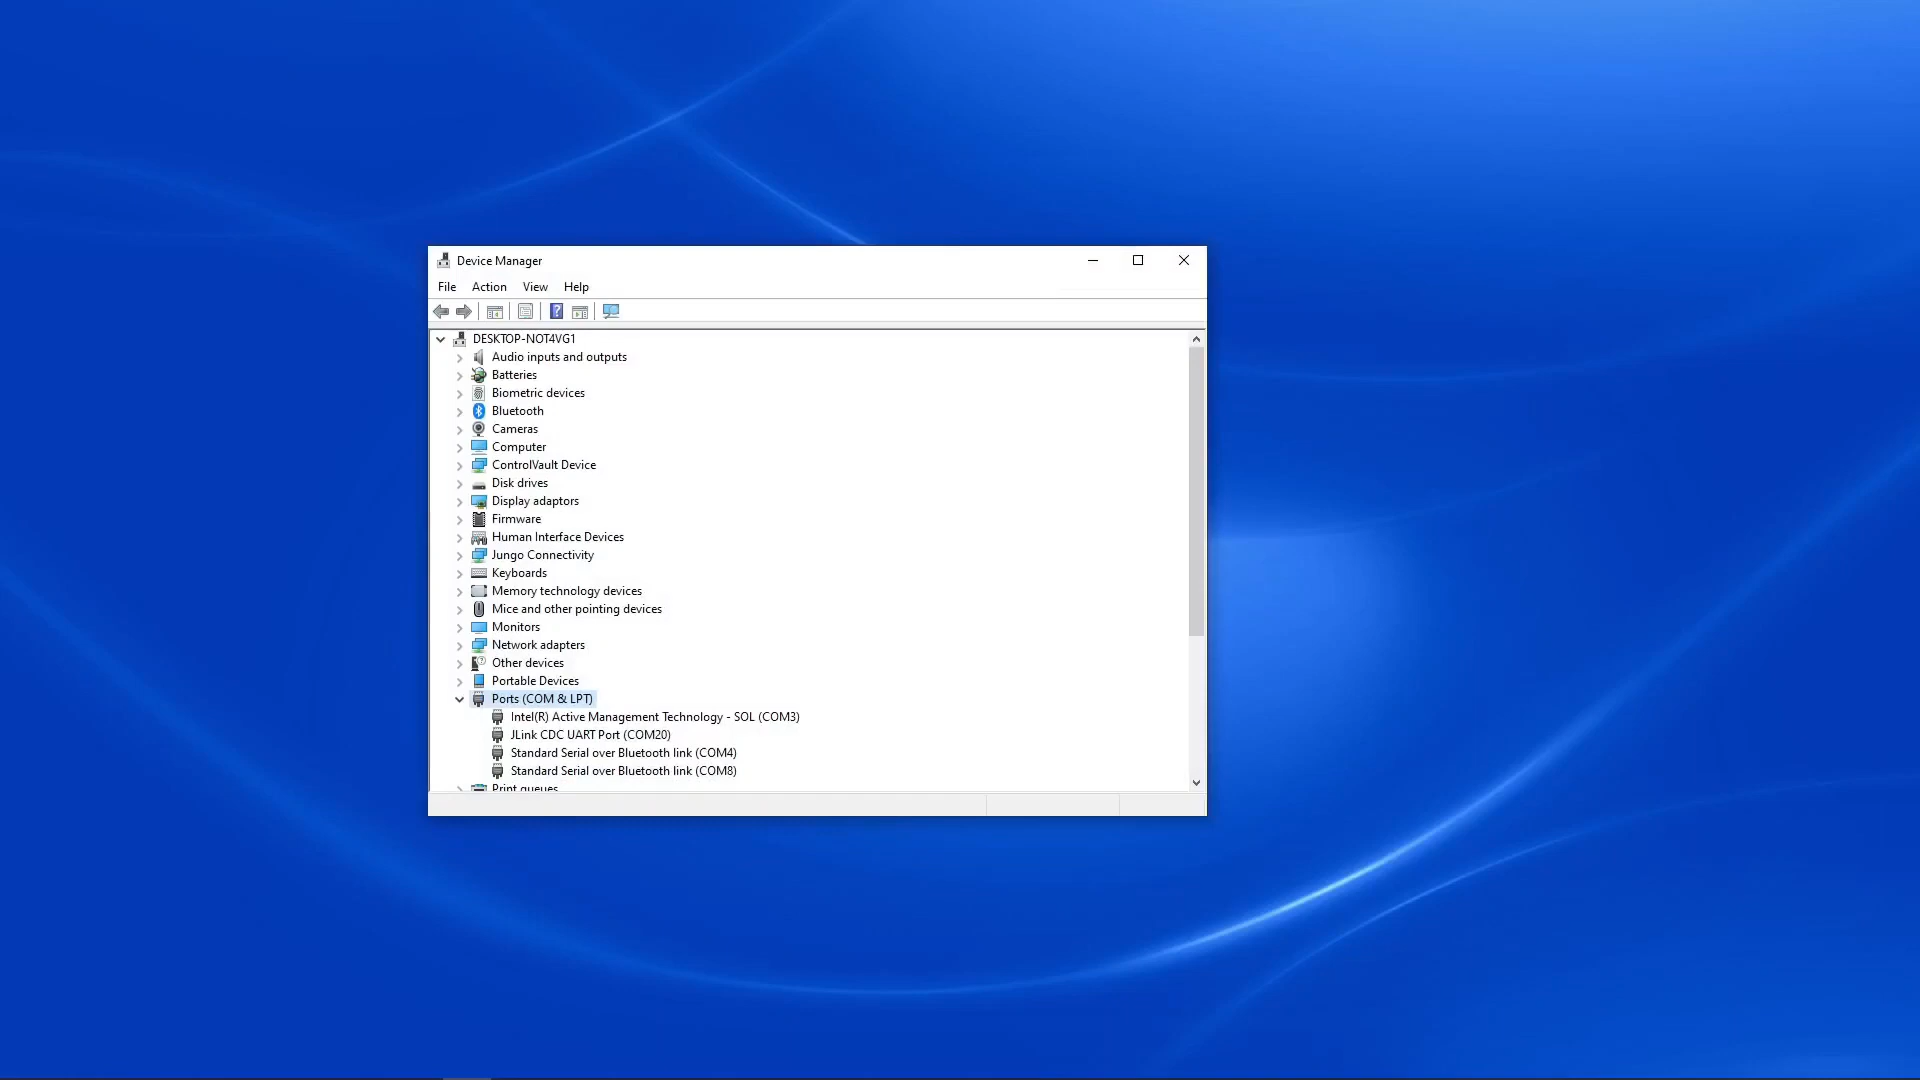 Device Manager
File Action View Help
DESKTOP-NOT4VG1
Audio inputs and outputs
Batteries
Biometric devices
Bluetooth
Cameras
Computer
ControlVault Device
Disk drives
Display adaptors
Firmware
Human Interface Devices
Jungo Connectivity
Keyboards
Memory technology devices
Mice and other pointing devices
Monitors
Network adapters
Other devices
Portable Devices
Ports (COM & LPT)
Intel(R) Active Management Technology - SOL (COM3)
JLink CDC UART Port (COM20)
Standard Serial over Bluetooth link (COM4)
Standard Serial over Bluetooth link (COM8)
Print queues